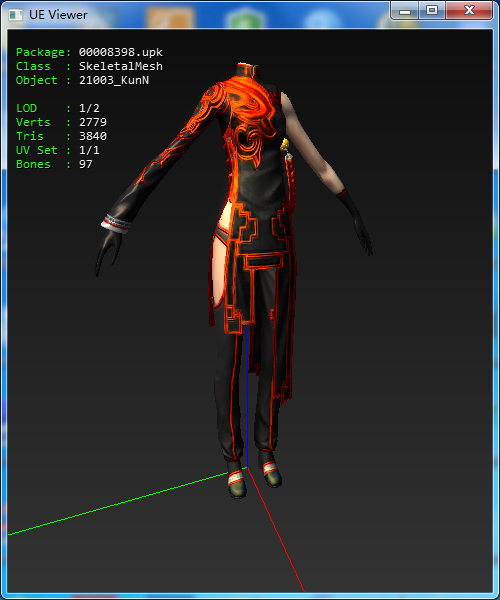 UE Viewer
Package: 00008398.upk
Class : SkeletalMesh
Object : 21003_KunN
LOD : 1/2
Verts : 2779
Tris : 3840
UV Set : 1/1
Bones : 97